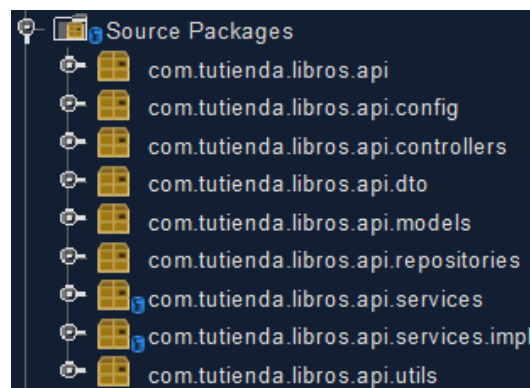 Source Packages
com.tutienda.libros.api
com.tutienda.libros.api.config
com.tutienda.libros.api.controllers
com.tutienda.libros.api.dto
com.tutienda.libros.api.models
com.tutienda.libros.api.repositories
com.tutienda.libros.api.services
com.tutienda.libros.api.services.impl
com.tutienda.libros.api.utils